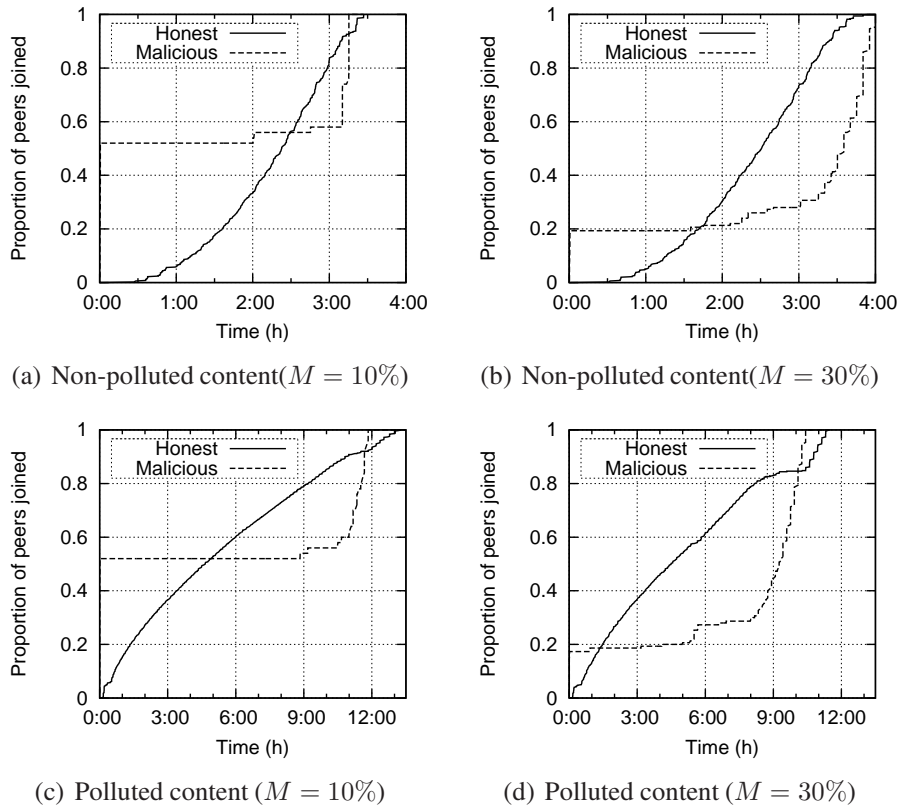 Proportion of peers joined
1
0.8
0.6
0.4
0.2
0
Honest
Malicious
0:00 1:00 2:00 3:00 4:00
Time (h)
(a) Non-polluted content(M = 10%)
Proportion of peers joined
1
0.8
0.6
0.4
0.2
0
Honest
Malicious
0:00 1:00 2:00 3:00 4:00
Time (h)
(b) Non-polluted content(M = 30%)
Proportion of peers joined
1
0.8
0.6
0.4
0.2
0
Honest
Malicious
0:00 3:00 6:00 9:00 12:00
Time (h)
(c) Polluted content (M = 10%)
Proportion of peers joined
1
0.8
0.6
0.4
0.2
0
Honest
Malicious
0:00 3:00 6:00 9:00 12:00
Time (h)
(d) Polluted content (M = 30%)